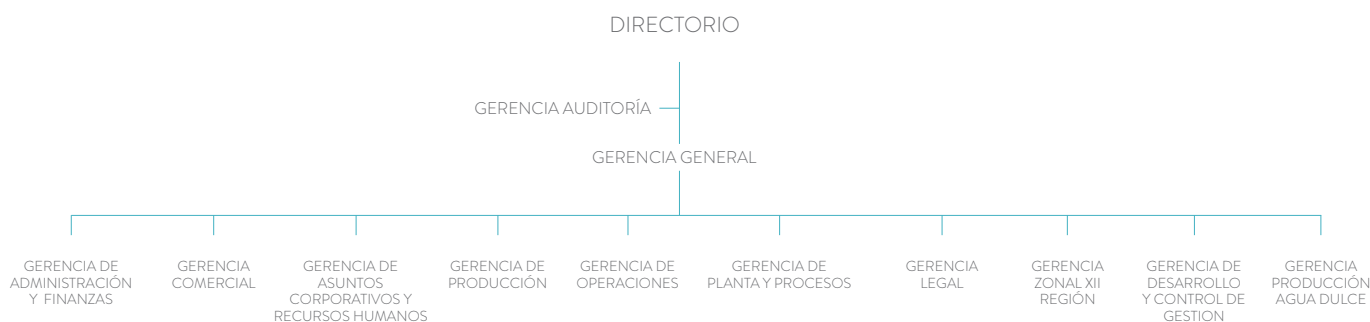 DIRECTORIO
GERENCIA AUDITORÍA
GERENCIA GENERAL
GERENCIA DE
ADMINISTRACIÓN
Y FINANZAS
GERENCIA
COMERCIAL
GERENCIA DE
ASUNTOS
CORPORATIVOS Y
RECURSOS HUMANOS
GERENCIA DE
PRODUCCIÓN
GERENCIA DE
OPERACIONES
GERENCIA DE
PLANTA Y PROCESOS
GERENCIA
LEGAL
GERENCIA
ZONAL XII
REGIÓN
GERENCIA DE
DESARROLLO
Y CONTROL DE
GESTION
GERENCIA
PRODUCCIÓN
AGUA DULCE